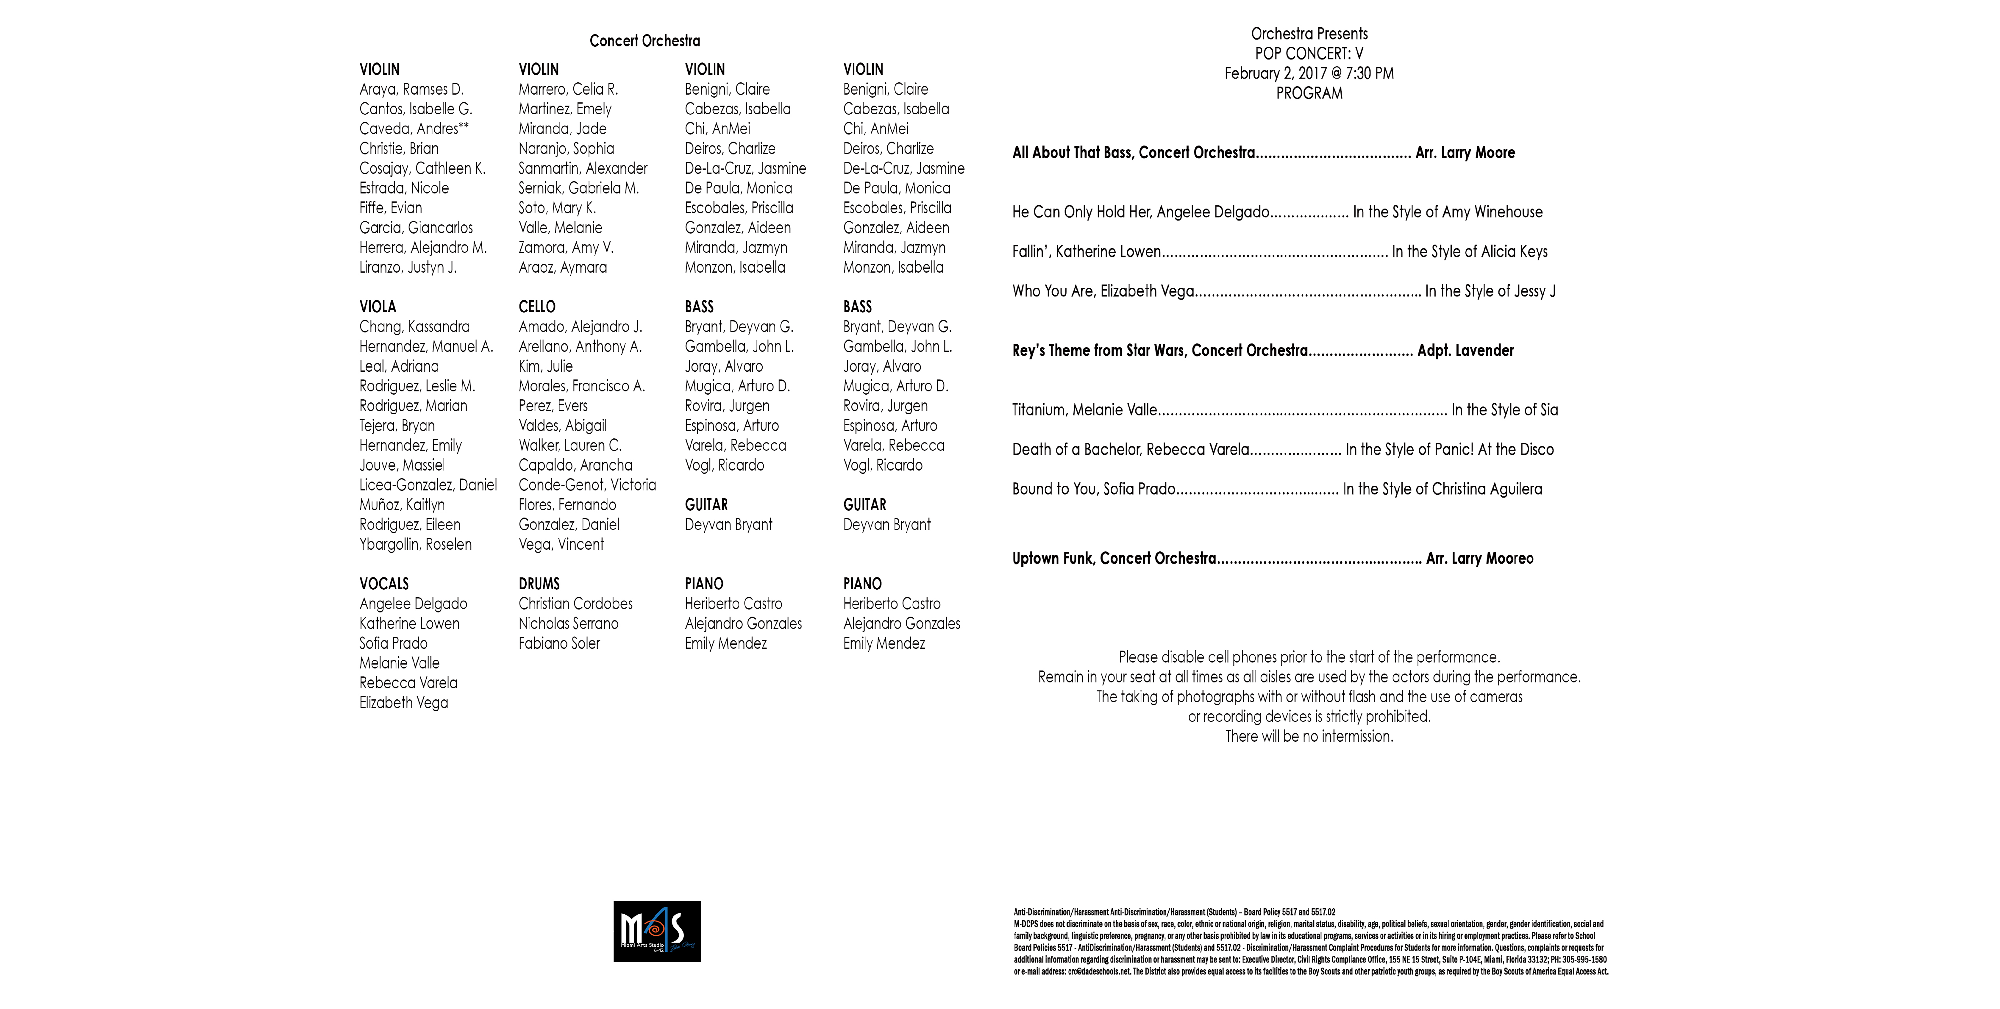 Concert Orchestra
VIOLIN
Araya, Ramses D.
Cantos, Isabelle G.
Caveda, Andres**
Christie, Brian
Cosajay, Cathleen K.
Estrada, Nicole
Fiffe, Evian
Garcia, Giancarlos
Herrera, Alejandro M.
Liranzo, Justyn J.
VIOLIN
Marrero, Celia R.
Martinez, Emely
Miranda, Jade
Naranjo, Sophia
Sanmartin, Alexander
Serniak, Gabriela M.
Soto, Mary K.
Valle, Melanie
Zamora, Amy V.
Araoz, Aymara
VIOLIN
Benigni, Claire
Cabezas, Isabella
Chi, AnMei
Deiros, Charlize
De-La-Cruz, Jasmine
De Paula, Monica
Escobales, Priscilla
Gonzalez, Aideen
Miranda, Jazmyn
Monzon, Isabella
VIOLIN
Benigni, Claire
Cabezas, Isabella
Chi, AnMei
Deiros, Charlize
De-La-Cruz, Jasmine
De Paula, Monica
Escobales, Priscilla
Gonzalez, Aideen
Miranda, Jazmyn
Monzon, Isabella
VIOLA
Chang, Kassandra
Hernandez, Manuel A.
Leal, Adriana
Rodriguez, Leslie M.
Rodriguez, Marian
Tejera, Bryan
Hernandez, Emily
Jouve, Massiel
Licea-Gonzalez, Daniel
Muñoz, Kaitlyn
Rodriguez, Eileen
Ybargollin, Roselen
CELLO
Amado, Alejandro J.
Arellano, Anthony A.
Kim, Julie
Morales, Francisco A.
Perez, Evers
Valdes, Abigail
Walker, Lauren C.
Capaldo, Arancha
Conde-Genot, Victoria
Flores, Fernando
Gonzalez, Daniel
Vega, Vincent
BASS
Bryant, Deyvan G.
Gambella, John L.
Joray, Alvaro
Mugica, Arturo D.
Rovira, Jurgen
Espinosa, Arturo
Varela, Rebecca
Vogl, Ricardo
GUITAR
Deyvan Bryant
BASS
Bryant, Deyvan G.
Gambella, John L.
Joray, Alvaro
Mugica, Arturo D.
Rovira, Jurgen
Espinosa, Arturo
Varela, Rebecca
Vogl, Ricardo
GUITAR
Deyvan Bryant
VOCALS
Angelee Delgado
Katherine Lowen
Sofia Prado
Melanie Valle
Rebecca Varela
Elizabeth Vega
DRUMS
Christian Cordobes
Nicholas Serrano
Fabiano Soler
PIANO
Heriberto Castro
Alejandro Gonzales
Emily Mendez
PIANO
Heriberto Castro
Alejandro Gonzales
Emily Mendez
MAS
Miami Arts Studio
Orchestra Presents
POP CONCERT: V
February 2, 2017 @ 7:30 PM
PROGRAM
All About That Bass, Concert Orchestra..................................... Arr. Larry Moore
He Can Only Hold Her, Angelee Delgado................... In the Style of Amy Winehouse
Fallin’, Katherine Lowen...................................................... In the Style of Alicia Keys
Who You Are, Elizabeth Vega...................................................... In the Style of Jessy J
Rey’s Theme from Star Wars, Concert Orchestra......................... Adpt. Lavender
Titanium, Melanie Valle..................................................................... In the Style of Sia
Death of a Bachelor, Rebecca Varela...................... In the Style of Panic! At the Disco
Bound to You, Sofia Prado....................................... In the Style of Christina Aguilera
Uptown Funk, Concert Orchestra................................................. Arr. Larry Mooreo
Please disable cell phones prior to the start of the performance.
Remain in your seat at all times as all aisles are used by the actors during the performance.
The taking of photographs with or without flash and the use of cameras
or recording devices is strictly prohibited.
There will be no intermission.
Anti-Discrimination/Harassment Anti-Discrimination/Harassment (Students) – Board Policy 5517 and 5517.02
M-DCPS does not discriminate on the basis of sex, race, color, ethnic or national origin, religion, marital status, disability, age, political beliefs, sexual orientation, gender, gender identification, social and
family background, linguistic preference, pregnancy, or any other basis prohibited by law in its educational programs, services or activities or in its hiring or employment practices. Please refer to School
Board Policies 5517 - AntiDiscrimination/Harassment (Students) and 5517.02 - Discrimination/Harassment Complaint Procedures for Students for more information. Questions, complaints or requests for
additional information regarding discrimination or harassment may be sent to: Executive Director, Civil Rights Compliance Office, 155 NE 15 Street, Suite P-104E, Miami, Florida 33132; PH: 305-995-1580
or e-mail address: crc@dadeschools.net. The District also provides equal access to its facilities to the Boy Scouts and other patriotic youth groups, as required by the Boy Scouts of America Equal Access Act.